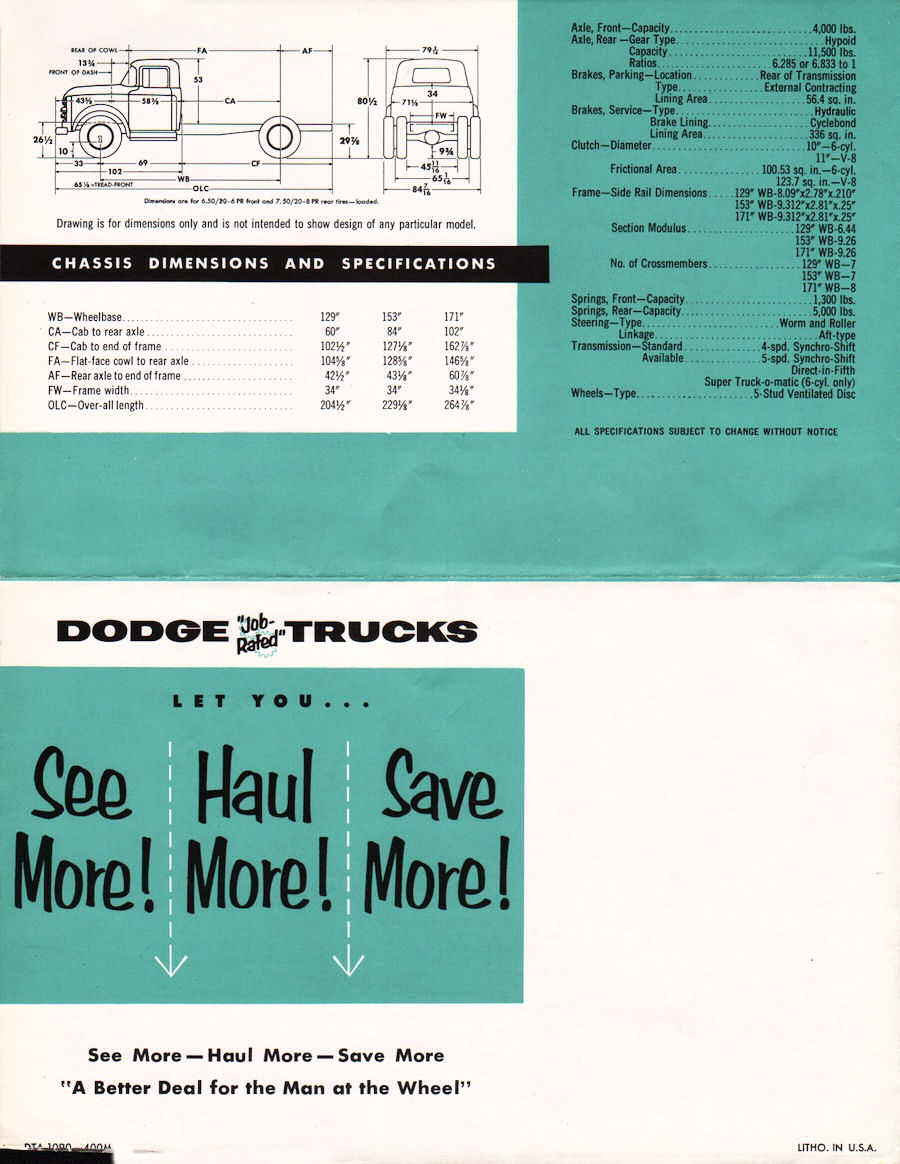 REAR OF COWL
FA
AF
13¾
FRONT OF DASH
53
43⅛
58⅜
CA
26½
10
29⅞
33
69
CF
102
WB
65¼=TREAD-FRONT
OLC
79¾
80½
34
71⅛
FW
9¾
45 11/16
65 3/16
84 7/16
Dimensions are for 6.50/20-6 PR front and 7.50/20-8 PR rear tires—loaded.
Drawing is for dimensions only and is not intended to show design of any particular model.
CHASSIS DIMENSIONS AND SPECIFICATIONS
WB—Wheelbase 129″ 153″ 171″
CA—Cab to rear axle 60″ 84″ 102″
CF—Cab to end of frame 102½″ 127⅛″ 162⅞″
FA—Flat-face cowl to rear axle 104⅝″ 128⅝″ 146⅝″
AF—Rear axle to end of frame 42½″ 43⅛″ 60⅞″
FW—Frame width 34″ 34″ 34⅛″
OLC—Over-all length 204½″ 229⅛″ 264⅞″
Axle, Front—Capacity 4,000 lbs.
Axle, Rear—Gear Type Hypoid
Capacity 11,500 lbs.
Ratios 6.285 or 6.833 to 1
Brakes, Parking—Location Rear of Transmission
Type External Contracting
Lining Area 56.4 sq. in.
Brakes, Service—Type Hydraulic
Brake Lining Cyclebond
Lining Area 336 sq. in.
Clutch—Diameter 10″—6-cyl.
11″—V-8
Frictional Area 100.53 sq. in.—6-cyl.
123.7 sq. in.—V-8
Frame—Side Rail Dimensions 129″ WB-8.09″x2.78″x.210″
153″ WB-9.312″x2.81″x.25″
171″ WB-9.312″x2.81″x.25″
Section Modulus 129″ WB-6.44
153″ WB-9.26
171″ WB-9.26
No. of Crossmembers 129″ WB—7
153″ WB—7
171″ WB—8
Springs, Front—Capacity 1,300 lbs.
Springs, Rear—Capacity 5,000 lbs.
Steering—Type Worm and Roller
Linkage Aft-type
Transmission—Standard 4-spd. Synchro-Shift
Available 5-spd. Synchro-Shift
Direct-in-Fifth
Super Truck-o-matic (6-cyl. only)
Wheels—Type 5-Stud Ventilated Disc
ALL SPECIFICATIONS SUBJECT TO CHANGE WITHOUT NOTICE
DODGE "Job-Rated" TRUCKS
LET YOU...
See More!
Haul More!
Save More!
See More—Haul More—Save More
"A Better Deal for the Man at the Wheel"
LITHO. IN U.S.A.